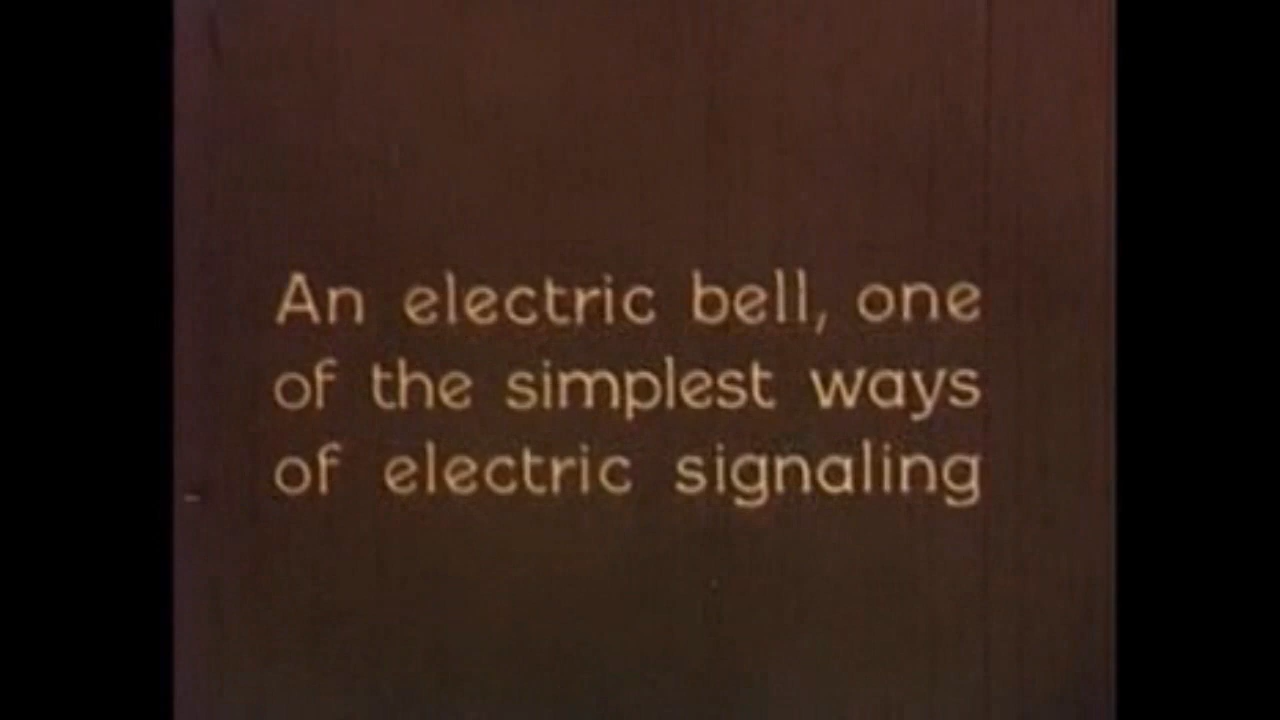 An electric bell, one
of the simplest ways
of electric signaling